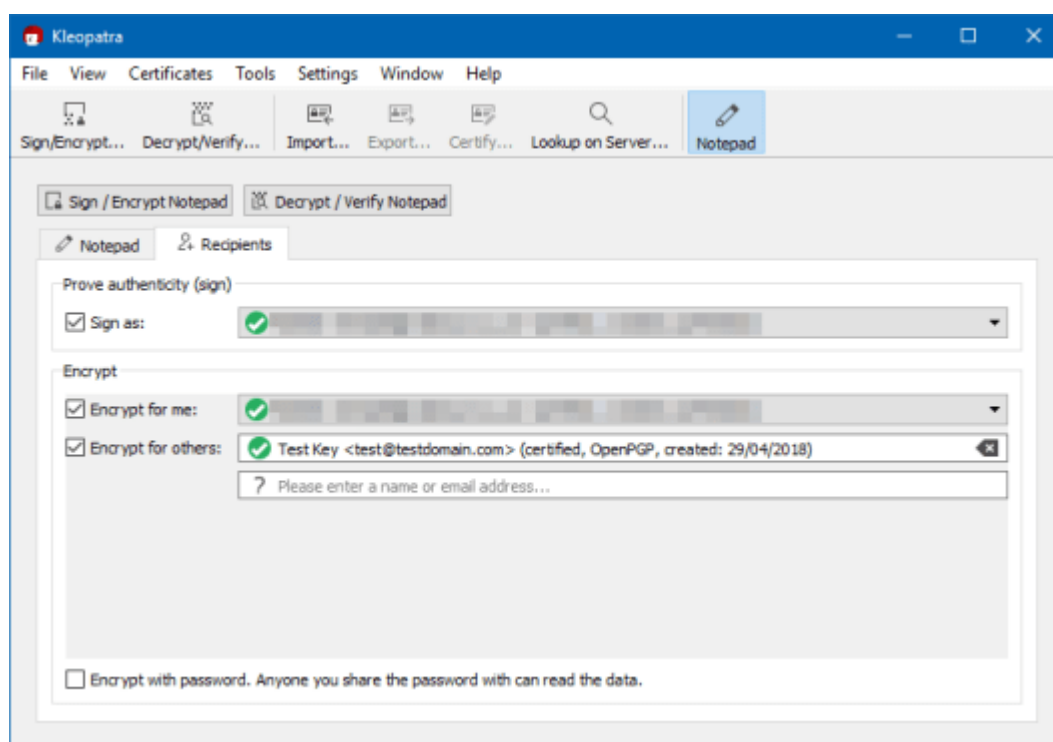 Kleopatra
File View Certificates Tools Settings Window Help
Sign/Encrypt... Decrypt/Verify... Import... Export... Certify... Lookup on Server... Notepad
Sign / Encrypt Notepad Decrypt / Verify Notepad
Notepad Recipients
Prove authenticity (sign)
Sign as:
Encrypt
Encrypt for me:
Encrypt for others: Test Key <test@testdomain.com> (certified, OpenPGP, created: 29/04/2018)
? Please enter a name or email address...
Encrypt with password. Anyone you share the password with can read the data.